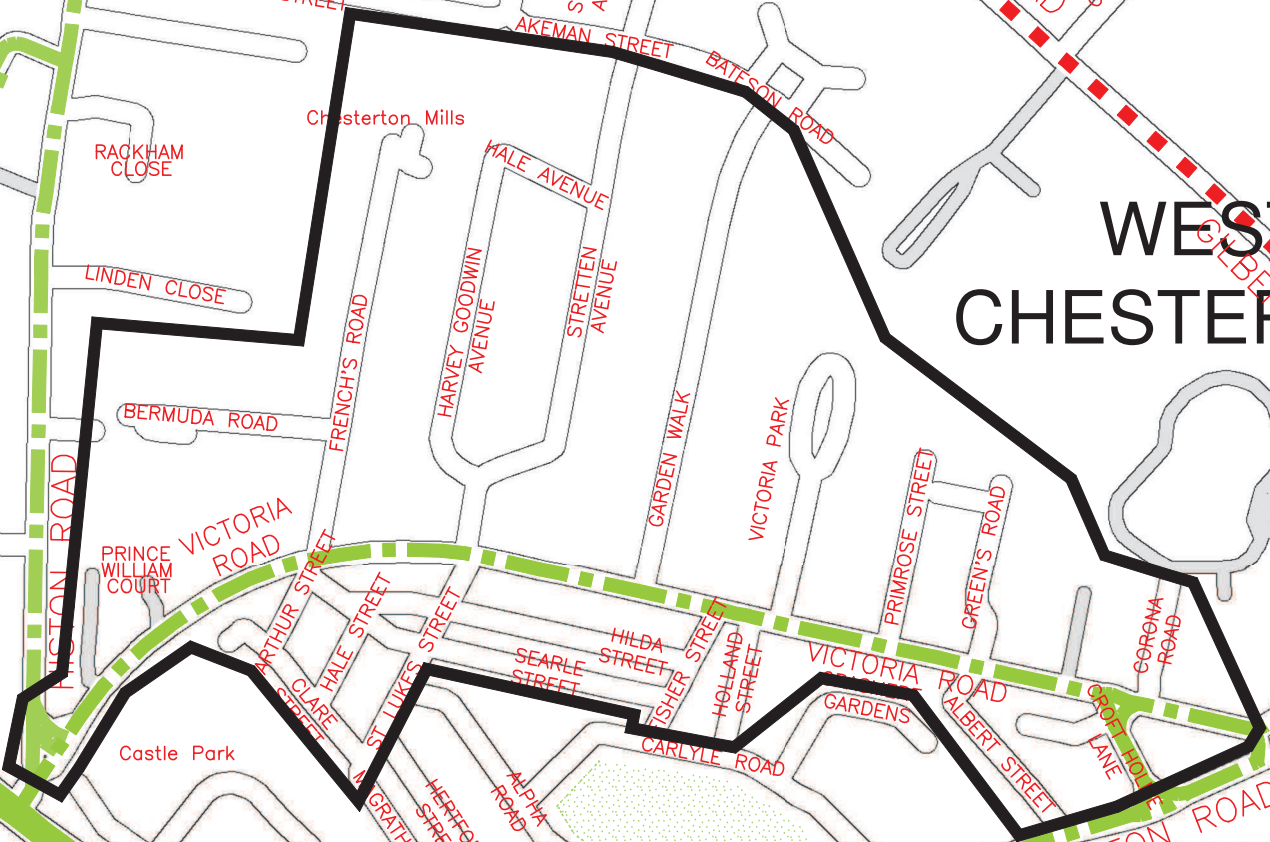 STREET
AKEMAN STREET
BATESON ROAD
Chesterton Mills
RACKHAM
CLOSE
HALE AVENUE
WEST
CHESTER
LINDEN CLOSE
FRENCH'S ROAD
HARVEY GOODWIN
AVENUE
STRETTEN
AVENUE
BERMUDA ROAD
GARDEN WALK
VICTORIA PARK
PRIMROSE STREET
GREEN'S ROAD
HISTON ROAD
VICTORIA
ROAD
PRINCE
WILLIAM
COURT
ARTHUR STREET
HALE STREET
ST LUKES STREET
HILDA
STREET
SEARLE
STREET
FISHER STREET
HOLLAND
STREET
VICTORIA ROAD
CORONA
ROAD
CLARE
STREET
GARDENS
ALBERT STREET
CROFT HOLME
LANE
Castle Park
CARLYLE ROAD
ALPHA
ROAD
ROAD